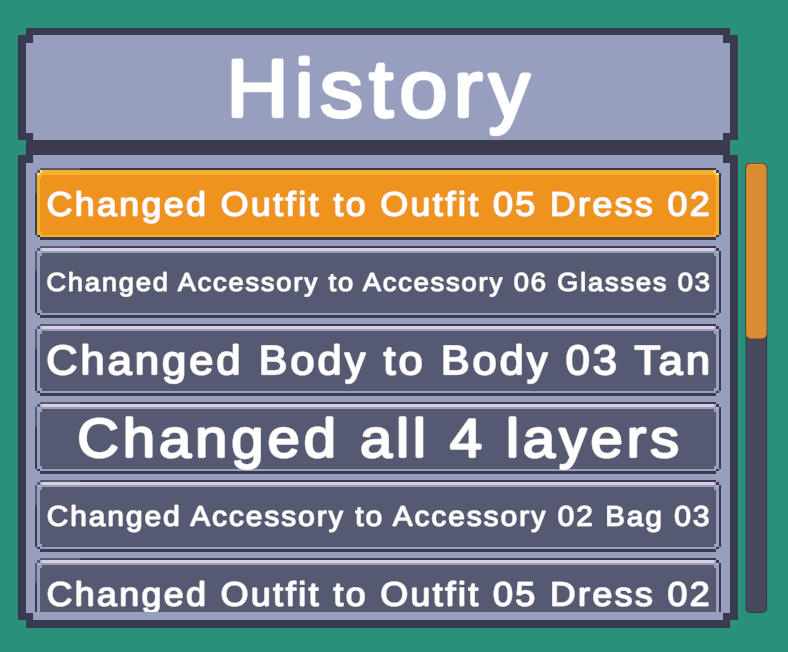 History
Changed Outfit to Outfit 05 Dress 02
Changed Accessory to Accessory 06 Glasses 03
Changed Body to Body 03 Tan
Changed all 4 layers
Changed Accessory to Accessory 02 Bag 03
Changed Outfit to Outfit 05 Dress 02